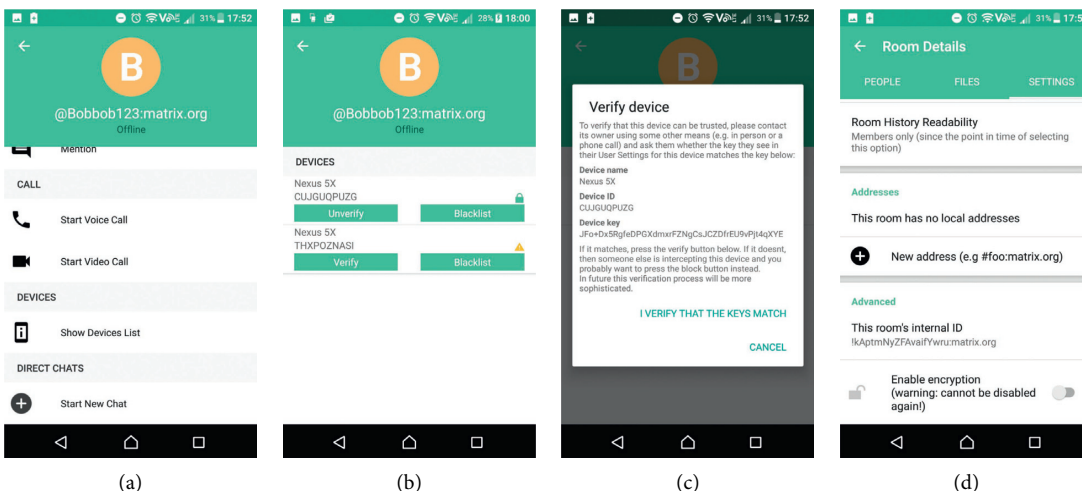 31% 17:52
B
@Bobbob123:matrix.org
Offline
Mention
CALL
Start Voice Call
Start Video Call
DEVICES
Show Devices List
DIRECT CHATS
Start New Chat
(a)
28% 18:00
B
@Bobbob123:matrix.org
Offline
DEVICES
Nexus 5X
CUJGUQPUZG
Unverify Blacklist
Nexus 5X
THXPOZNASI
Verify Blacklist
(b)
31% 17:52
B
Verify device
To verify that this device can be trusted, please contact
its owner using some other means (e.g. in person or a
phone call) and ask them whether the key they see in
their User Settings for this device matches the key below:
Device name
Nexus 5X
Device ID
CUJGUQPUZG
Device key
JFo+Dx5RgfeDPGXdmxrFZNgCsJCZDfrEU9vPjt4qXYE
If it matches, press the verify button below. If it doesnt,
then someone else is intercepting this device and you
probably want to press the block button instead.
In future this verification process will be more
sophisticated.
I VERIFY THAT THE KEYS MATCH
CANCEL
(c)
31% 17:5
Room Details
PEOPLE FILES SETTINGS
Room History Readability
Members only (since the point in time of selecting
this option)
Addresses
This room has no local addresses
New address (e.g #foo:matrix.org)
Advanced
This room's internal ID
!kAptmNyZFAvaifYwru:matrix.org
Enable encryption
(warning: cannot be disabled
again!)
(d)